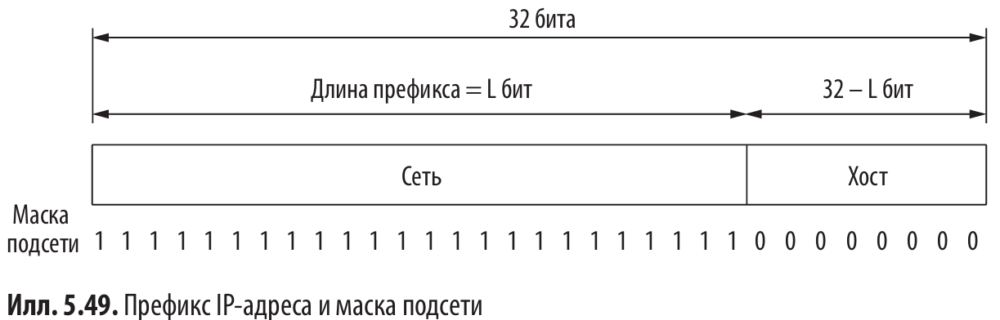 32 бита
Длина префикса = L бит 32 – L бит
Сеть Хост
Маска
подсети 1 1 1 1 1 1 1 1 1 1 1 1 1 1 1 1 1 1 1 1 1 1 1 1 0 0 0 0 0 0 0 0
Илл. 5.49. Префикс IP-адреса и маска подсети